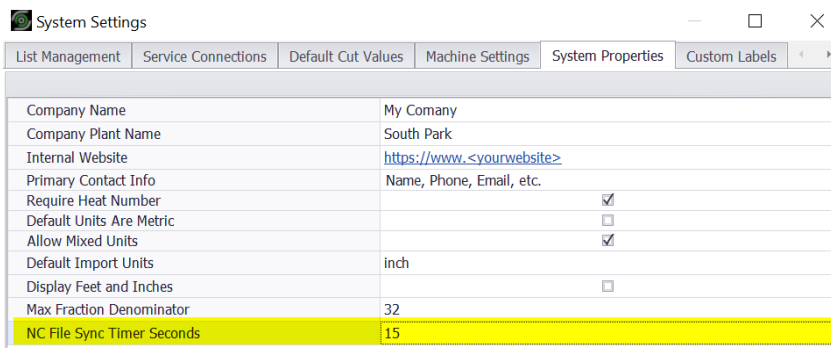 System Settings
List Management Service Connections Default Cut Values Machine Settings System Properties Custom Labels
Company Name My Comany
Company Plant Name South Park
Internal Website https://www.<yourwebsite>
Primary Contact Info Name, Phone, Email, etc.
Require Heat Number
Default Units Are Metric
Allow Mixed Units
Default Import Units inch
Display Feet and Inches
Max Fraction Denominator 32
NC File Sync Timer Seconds 15